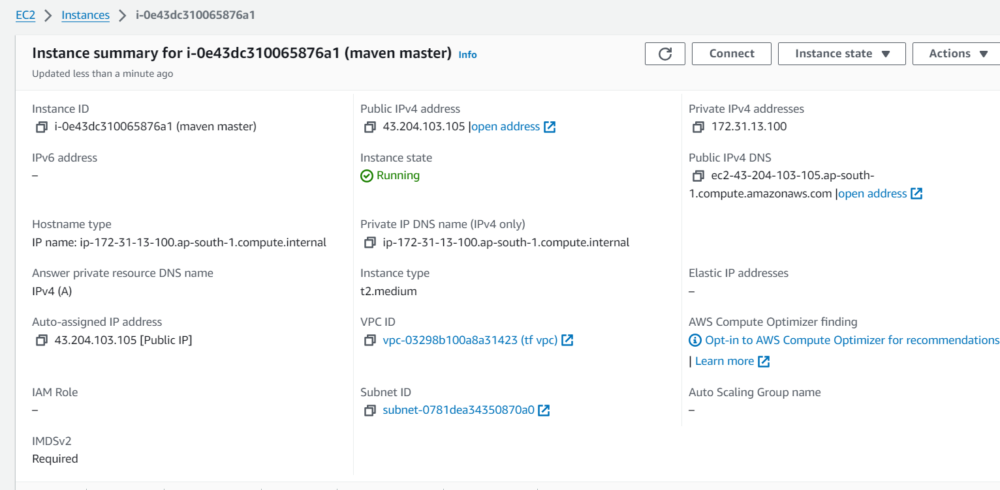 EC2 > Instances > i-0e43dc310065876a1
Instance summary for i-0e43dc310065876a1 (maven master) Info
Updated less than a minute ago
Connect
Instance state
Actions
Instance ID
i-0e43dc310065876a1 (maven master)
Public IPv4 address
43.204.103.105 |open address
Private IPv4 addresses
172.31.13.100
IPv6 address
–
Instance state
Running
Public IPv4 DNS
ec2-43-204-103-105.ap-south-
1.compute.amazonaws.com |open address
Hostname type
IP name: ip-172-31-13-100.ap-south-1.compute.internal
Private IP DNS name (IPv4 only)
ip-172-31-13-100.ap-south-1.compute.internal
Answer private resource DNS name
IPv4 (A)
Instance type
t2.medium
Elastic IP addresses
–
Auto-assigned IP address
43.204.103.105 [Public IP]
VPC ID
vpc-03298b100a8a31423 (tf vpc)
AWS Compute Optimizer finding
Opt-in to AWS Compute Optimizer for recommendations
| Learn more
IAM Role
–
Subnet ID
subnet-0781dea34350870a0
Auto Scaling Group name
–
IMDSv2
Required